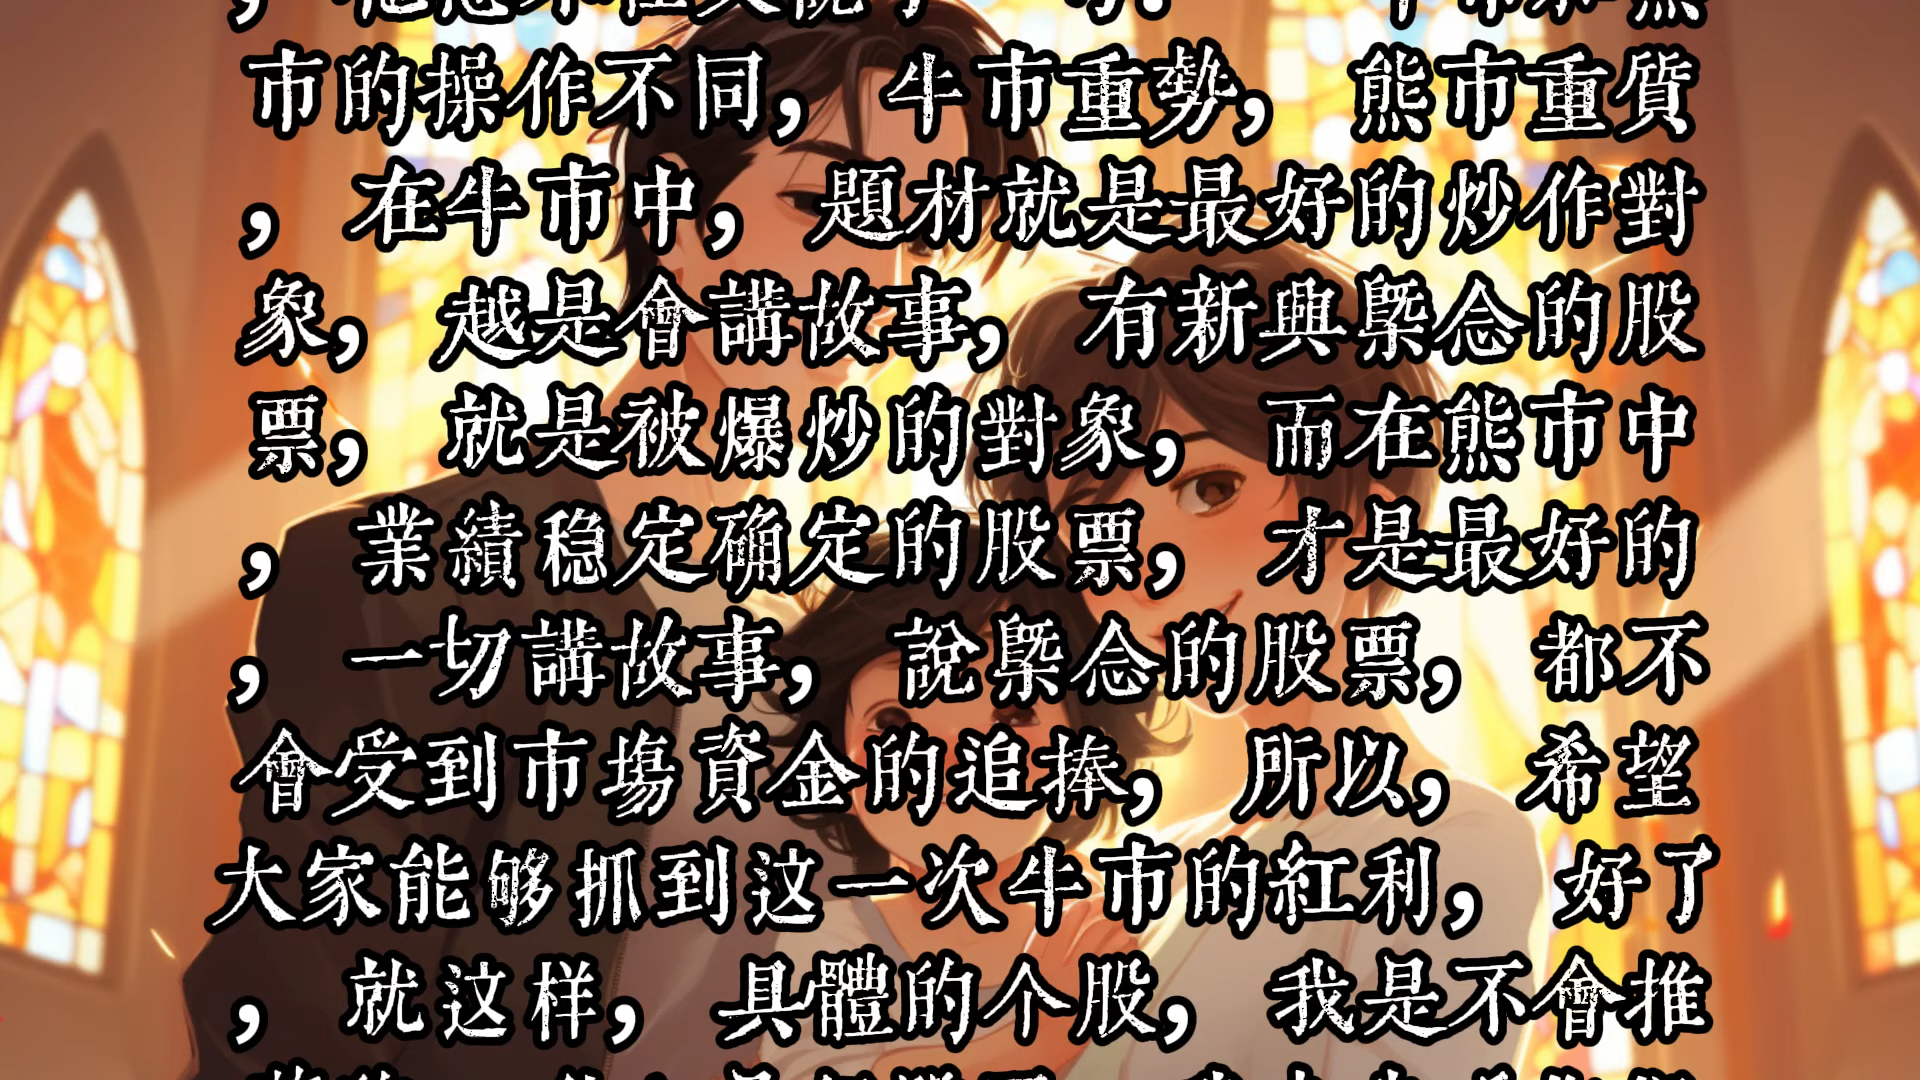 市的操作不同， 牛市重勢， 熊市重質
， 在牛市中， 題材就是最好的炒作對
象， 越是會講故事， 有新興槩念的股
票， 就是被爆炒的對象， 而在熊市中
， 業績穏定确定的股票， 才是最好的
， 一切講故事， 說槩念的股票， 都不
會受到市場資金的追捧， 所以， 希望
大家能够抓到这一次牛市的紅利， 好了
， 就这样， 具體的个股， 我是不會推